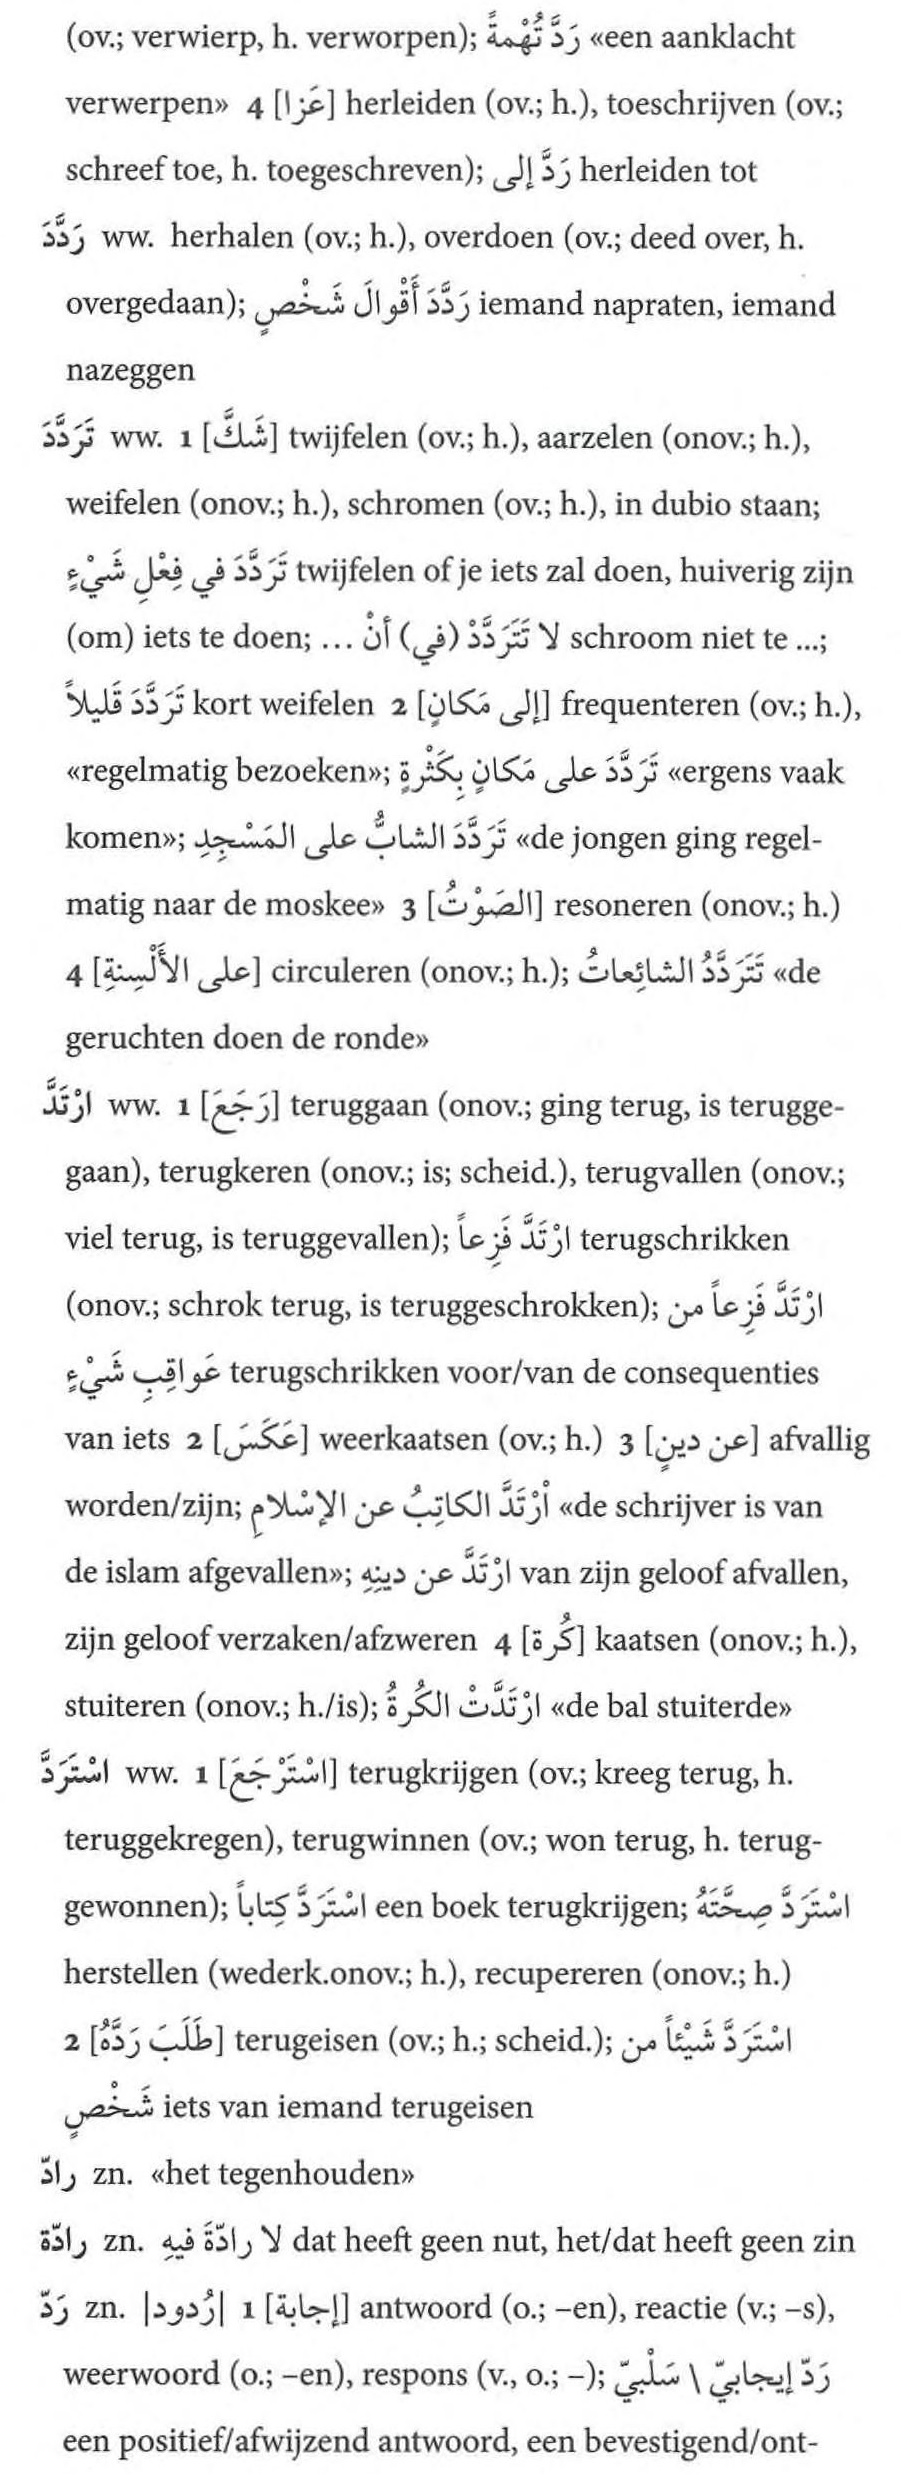 (ov.; verwierp, h. verworpen); رَدَّ تُهْمةً «een aanklacht
verwerpen» 4 [عَزا] herleiden (ov.; h.), toeschrijven (ov.;
schreef toe, h. toegeschreven); رَدَّ إلى herleiden tot
رَدَّدَ ww. herhalen (ov.; h.), overdoen (ov.; deed over, h.
overgedaan); رَدَّدَ أَقْوالَ شَخْصٍ iemand napraten, iemand
nazeggen
تَرَدَّدَ ww. 1 [شَكَّ] twijfelen (ov.; h.), aarzelen (onov.; h.),
weifelen (onov.; h.), schromen (ov.; h.), in dubio staan;
تَرَدَّدَ في فِعْلِ شَيْءٍ twijfelen of je iets zal doen, huiverig zijn
(om) iets te doen; لا تَتَرَدَّدْ (في) أنْ ... schroom niet te ...;
تَرَدَّدَ قَليلاً kort weifelen 2 [إلى مَكانٍ] frequenteren (ov.; h.),
«regelmatig bezoeken»; تَرَدَّدَ على مَكانٍ بِكَثْرةٍ «ergens vaak
komen»; تَرَدَّدَ الشابُّ على المَسْجِدِ «de jongen ging regel-
matig naar de moskee» 3 [الصَوْتُ] resoneren (onov.; h.)
4 [على الأَلْسِنةِ] circuleren (onov.; h.); تَتَرَدَّدُ الشائِعاتُ «de
geruchten doen de ronde»
ارْتَدَّ ww. 1 [رَجَعَ] teruggaan (onov.; ging terug, is terugge-
gaan), terugkeren (onov.; is; scheid.), terugvallen (onov.;
viel terug, is teruggevallen); ارْتَدَّ فَزِعاً terugschrikken
(onov.; schrok terug, is teruggeschrokken); ارْتَدَّ فَزِعاً من
عَواقِبِ شَيْءٍ terugschrikken voor/van de consequenties
van iets 2 [عَكَسَ] weerkaatsen (ov.; h.) 3 [عن دينٍ] afvallig
worden/zijn; أرْتَدَّ الكاتِبُ عن الإسْلامِ «de schrijver is van
de islam afgevallen»; ارْتَدَّ عن دينِهِ van zijn geloof afvallen,
zijn geloof verzaken/afzweren 4 [كُرة] kaatsen (onov.; h.),
stuiteren (onov.; h./is); ارْتَدَّتْ الكُرةُ «de bal stuiterde»
اسْتَرَدَّ ww. 1 [اسْتَرْجَعَ] terugkrijgen (ov.; kreeg terug, h.
teruggekregen), terugwinnen (ov.; won terug, h. terug-
gewonnen); اسْتَرَدَّ كِتاباً een boek terugkrijgen; اسْتَرَدَّ صِحَّتَهُ
herstellen (wederk.onov.; h.), recupereren (onov.; h.)
2 [طَلَبَ رَدَّهُ] terugeisen (ov.; h.; scheid.); اسْتَرَدَّ شَيْئاً من
شَخْصٍ iets van iemand terugeisen
رادّ zn. «het tegenhouden»
رادّة zn. لا رادّةَ فيهِ dat heeft geen nut, het/dat heeft geen zin
رَدّ zn. |رُدود| 1 [إجابة] antwoord (o.; –en), reactie (v.; –s),
weerwoord (o.; –en), respons (v., o.; –); رَدّ إيجابيّ \ سَلْبيّ
een positief/afwijzend antwoord, een bevestigend/ont-